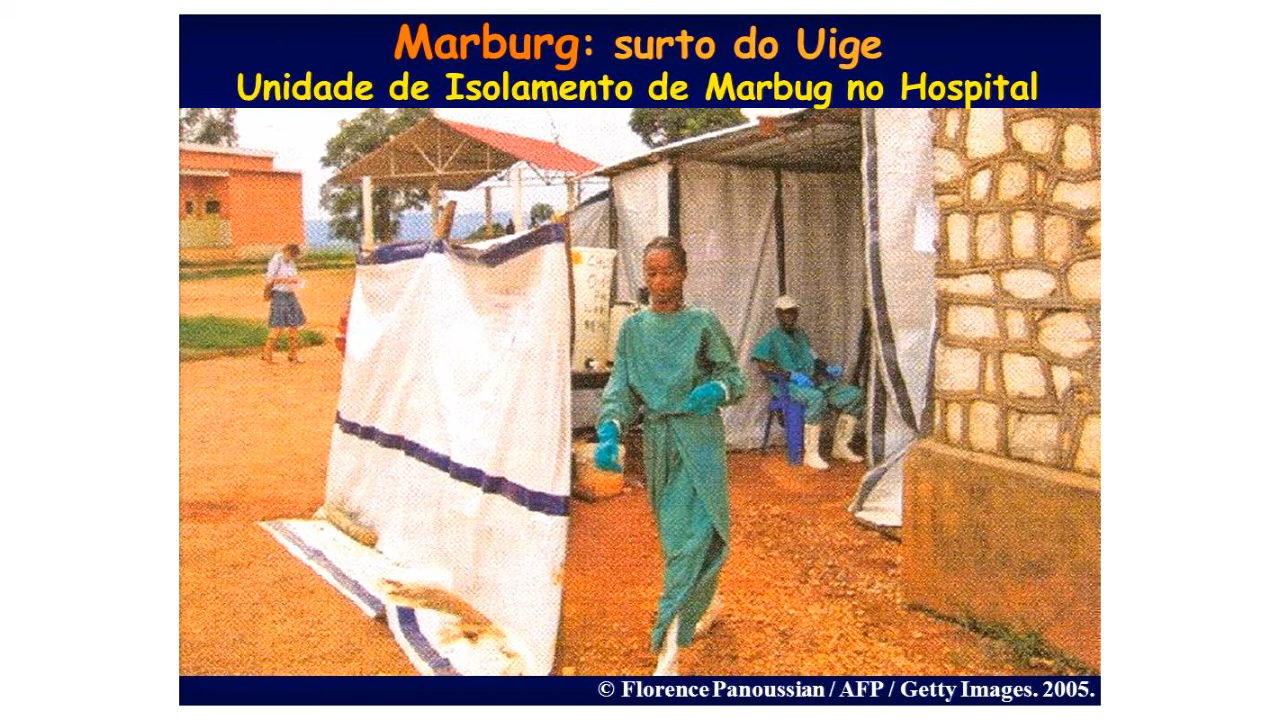 Marburg: surto do Uige
Unidade de Isolamento de Marbug no Hospital
© Florence Panoussian / AFP / Getty Images. 2005.